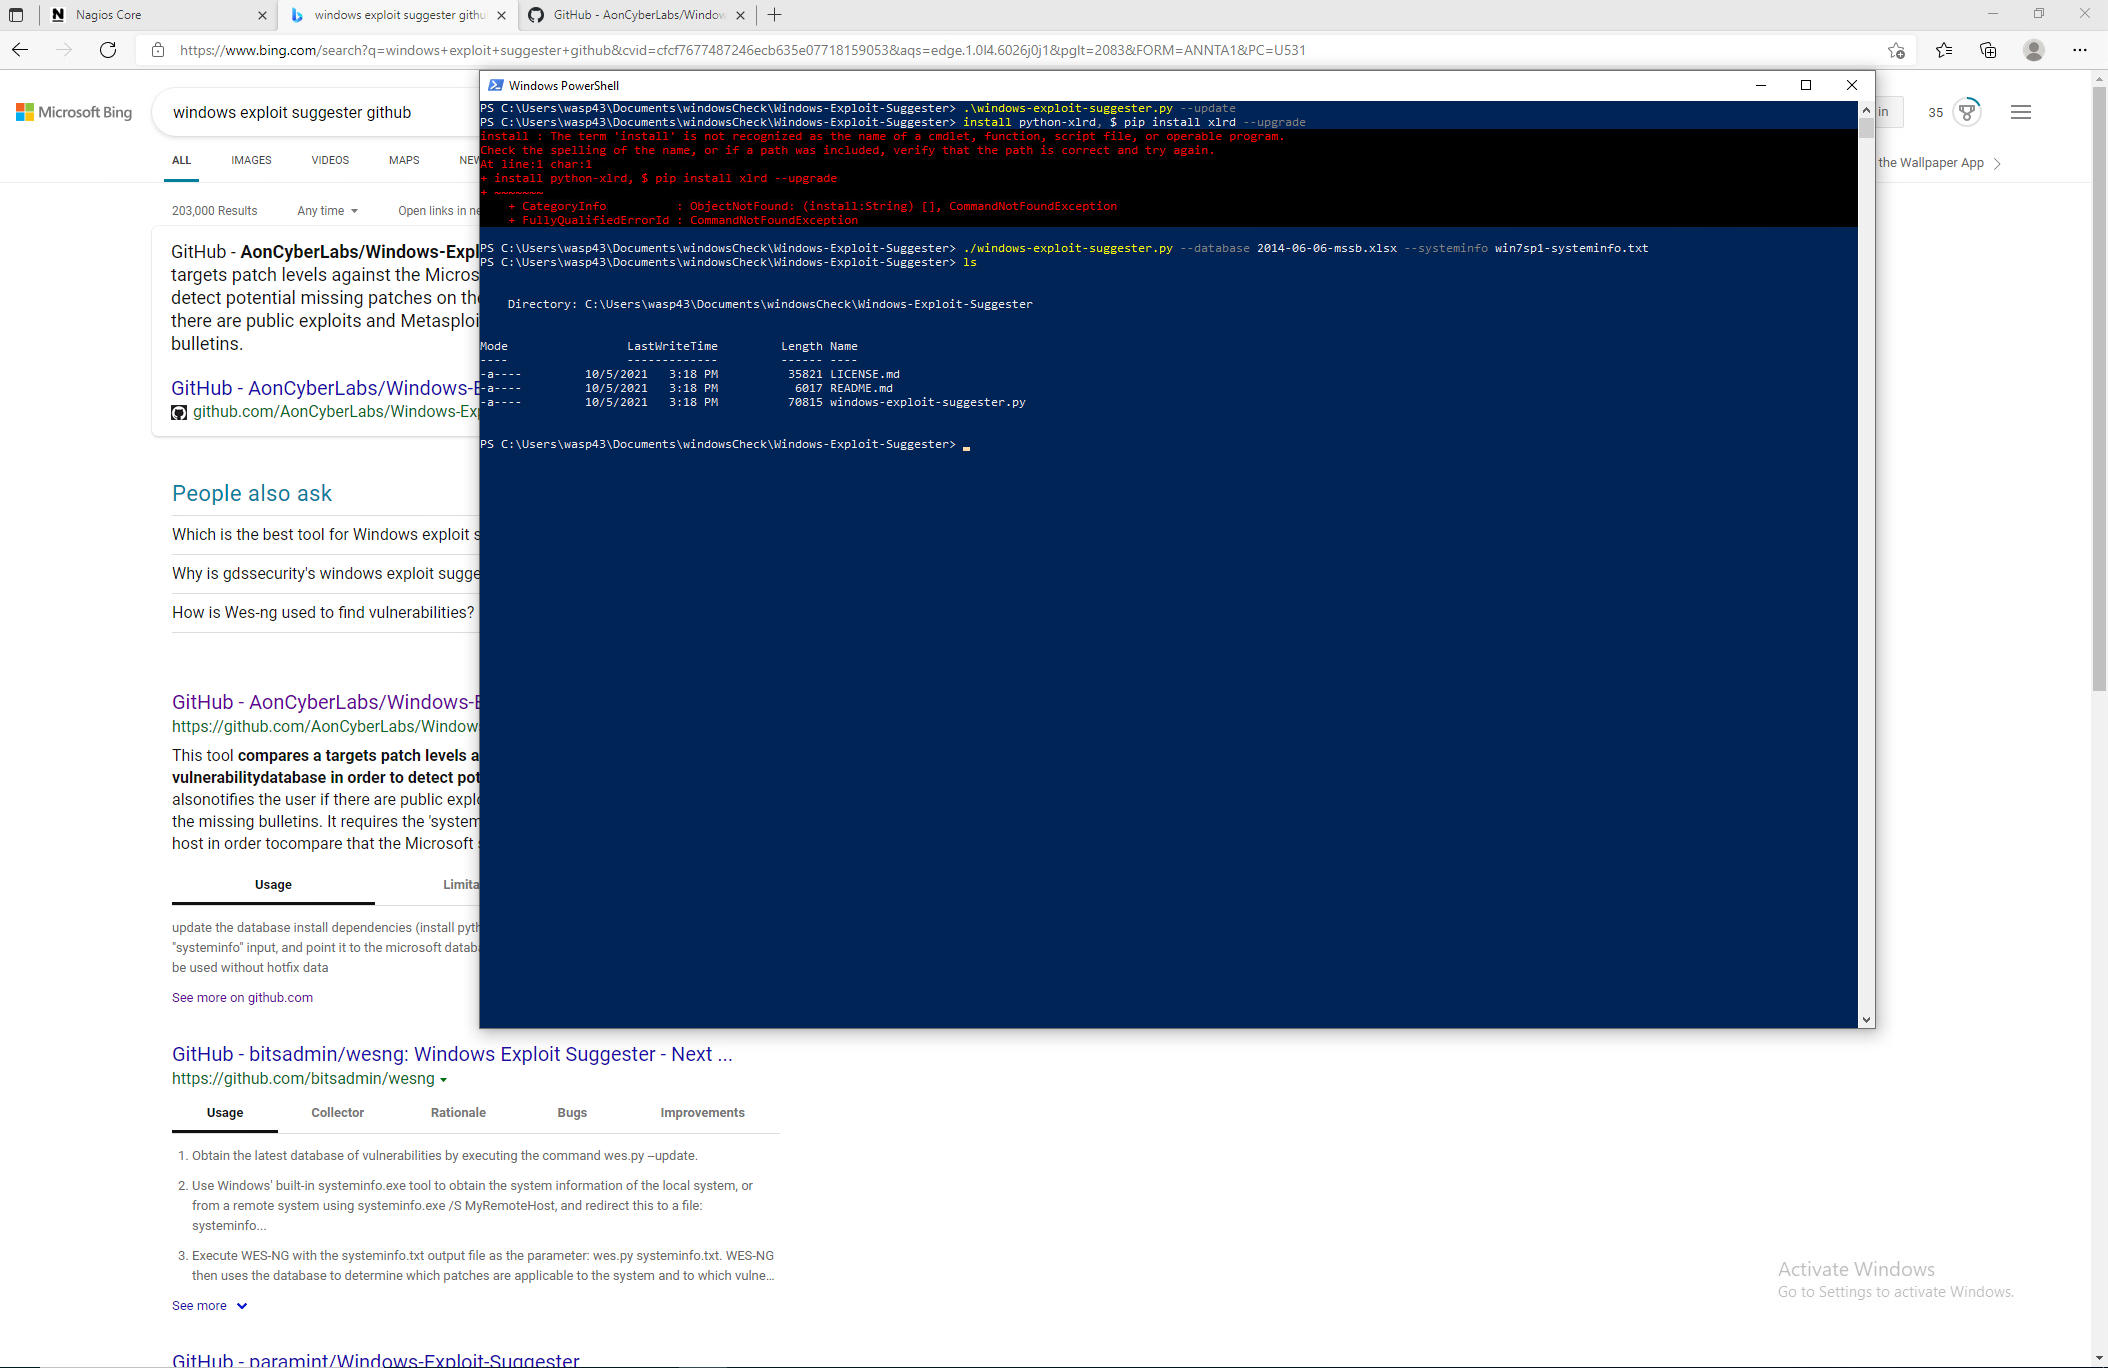 Nagios Core
windows exploit suggester githu
GitHub - AonCyberLabs/Window
https://www.bing.com/search?q=windows+exploit+suggester+github&cvid=cfcf7677487246ecb635e07718159053&aqs=edge.1.0l4.6026j0j1&pglt=2083&FORM=ANNTA1&PC=U531
Microsoft Bing
windows exploit suggester github
in
35
ALL IMAGES VIDEOS MAPS NEW
the Wallpaper App
203,000 Results Any time Open links in ne
GitHub - AonCyberLabs/Windows-Expl
targets patch levels against the Micros
detect potential missing patches on the
there are public exploits and Metasploi
bulletins.
GitHub - AonCyberLabs/Windows-E
github.com/AonCyberLabs/Windows-Exp
People also ask
Which is the best tool for Windows exploit s
Why is gdssecurity's windows exploit sugge
How is Wes-ng used to find vulnerabilities?
GitHub - AonCyberLabs/Windows-E
https://github.com/AonCyberLabs/Window
This tool compares a targets patch levels a
vulnerabilitydatabase in order to detect pot
alsonotifies the user if there are public explo
the missing bulletins. It requires the 'system
host in order tocompare that the Microsoft s
Usage Limita
update the database install dependencies (install pyth
"systeminfo" input, and point it to the microsoft databa
be used without hotfix data
See more on github.com
GitHub - bitsadmin/wesng: Windows Exploit Suggester - Next ...
https://github.com/bitsadmin/wesng
Usage Collector Rationale Bugs Improvements
1. Obtain the latest database of vulnerabilities by executing the command wes.py –update.
2. Use Windows' built-in systeminfo.exe tool to obtain the system information of the local system, or
from a remote system using systeminfo.exe /S MyRemoteHost, and redirect this to a file:
systeminfo...
3. Execute WES-NG with the systeminfo.txt output file as the parameter: wes.py systeminfo.txt. WES-NG
then uses the database to determine which patches are applicable to the system and to which vulne...
See more
GitHub - paramint/Windows-Exploit-Suggester
Windows PowerShell
PS C:\Users\wasp43\Documents\windowsCheck\Windows-Exploit-Suggester> .\windows-exploit-suggester.py --update
PS C:\Users\wasp43\Documents\windowsCheck\Windows-Exploit-Suggester> install python-xlrd, $ pip install xlrd --upgrade
install : The term 'install' is not recognized as the name of a cmdlet, function, script file, or operable program.
Check the spelling of the name, or if a path was included, verify that the path is correct and try again.
At line:1 char:1
+ install python-xlrd, $ pip install xlrd --upgrade
+ ~~~~~~~
+ CategoryInfo : ObjectNotFound: (install:String) [], CommandNotFoundException
+ FullyQualifiedErrorId : CommandNotFoundException
PS C:\Users\wasp43\Documents\windowsCheck\Windows-Exploit-Suggester> ./windows-exploit-suggester.py --database 2014-06-06-mssb.xlsx --systeminfo win7sp1-systeminfo.txt
PS C:\Users\wasp43\Documents\windowsCheck\Windows-Exploit-Suggester> ls
Directory: C:\Users\wasp43\Documents\windowsCheck\Windows-Exploit-Suggester
Mode LastWriteTime Length Name
---- ------------- ------ ----
-a---- 10/5/2021 3:18 PM 35821 LICENSE.md
-a---- 10/5/2021 3:18 PM 6017 README.md
-a---- 10/5/2021 3:18 PM 70815 windows-exploit-suggester.py
PS C:\Users\wasp43\Documents\windowsCheck\Windows-Exploit-Suggester>
Activate Windows
Go to Settings to activate Windows.